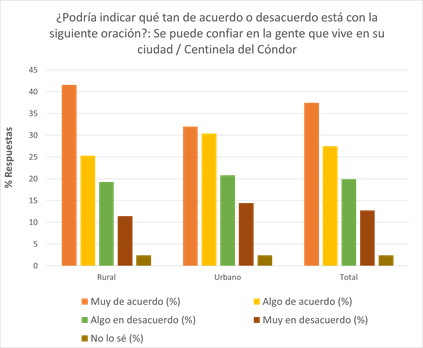 ¿Podría indicar qué tan de acuerdo o desacuerdo está con la
siguiente oración?: Se puede confiar en la gente que vive en su
ciudad / Centinela del Cóndor
% Respuestas
45
40
35
30
25
20
15
10
5
0
Rural Urbano Total
Muy de acuerdo (%) Algo de acuerdo (%)
Algo en desacuerdo (%) Muy en desacuerdo (%)
No lo sé (%)